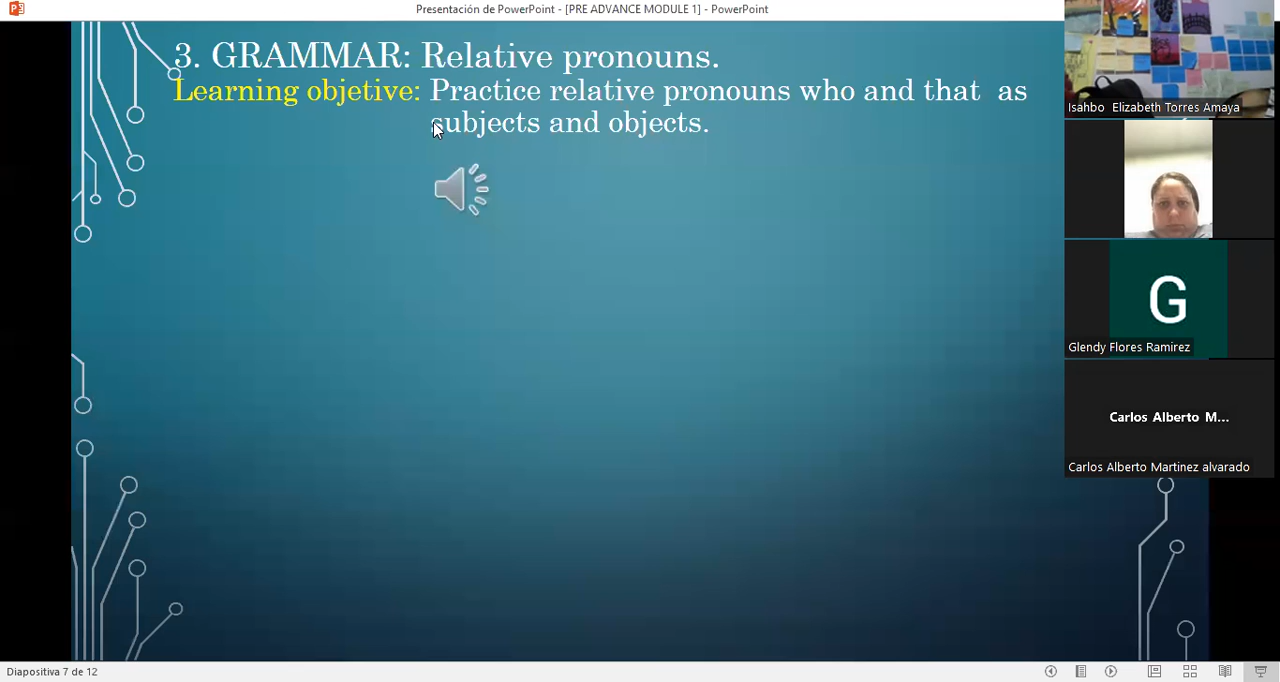 Presentación de PowerPoint - [PRE ADVANCE MODULE 1] - PowerPoint
3. GRAMMAR: Relative pronouns.
Learning objetive: Practice relative pronouns who and that as
subjects and objects.
Isahbo Elizabeth Torres Amaya
G
Glendy Flores Ramirez
Carlos Alberto M...
Carlos Alberto Martinez alvarado
Diapositiva 7 de 12